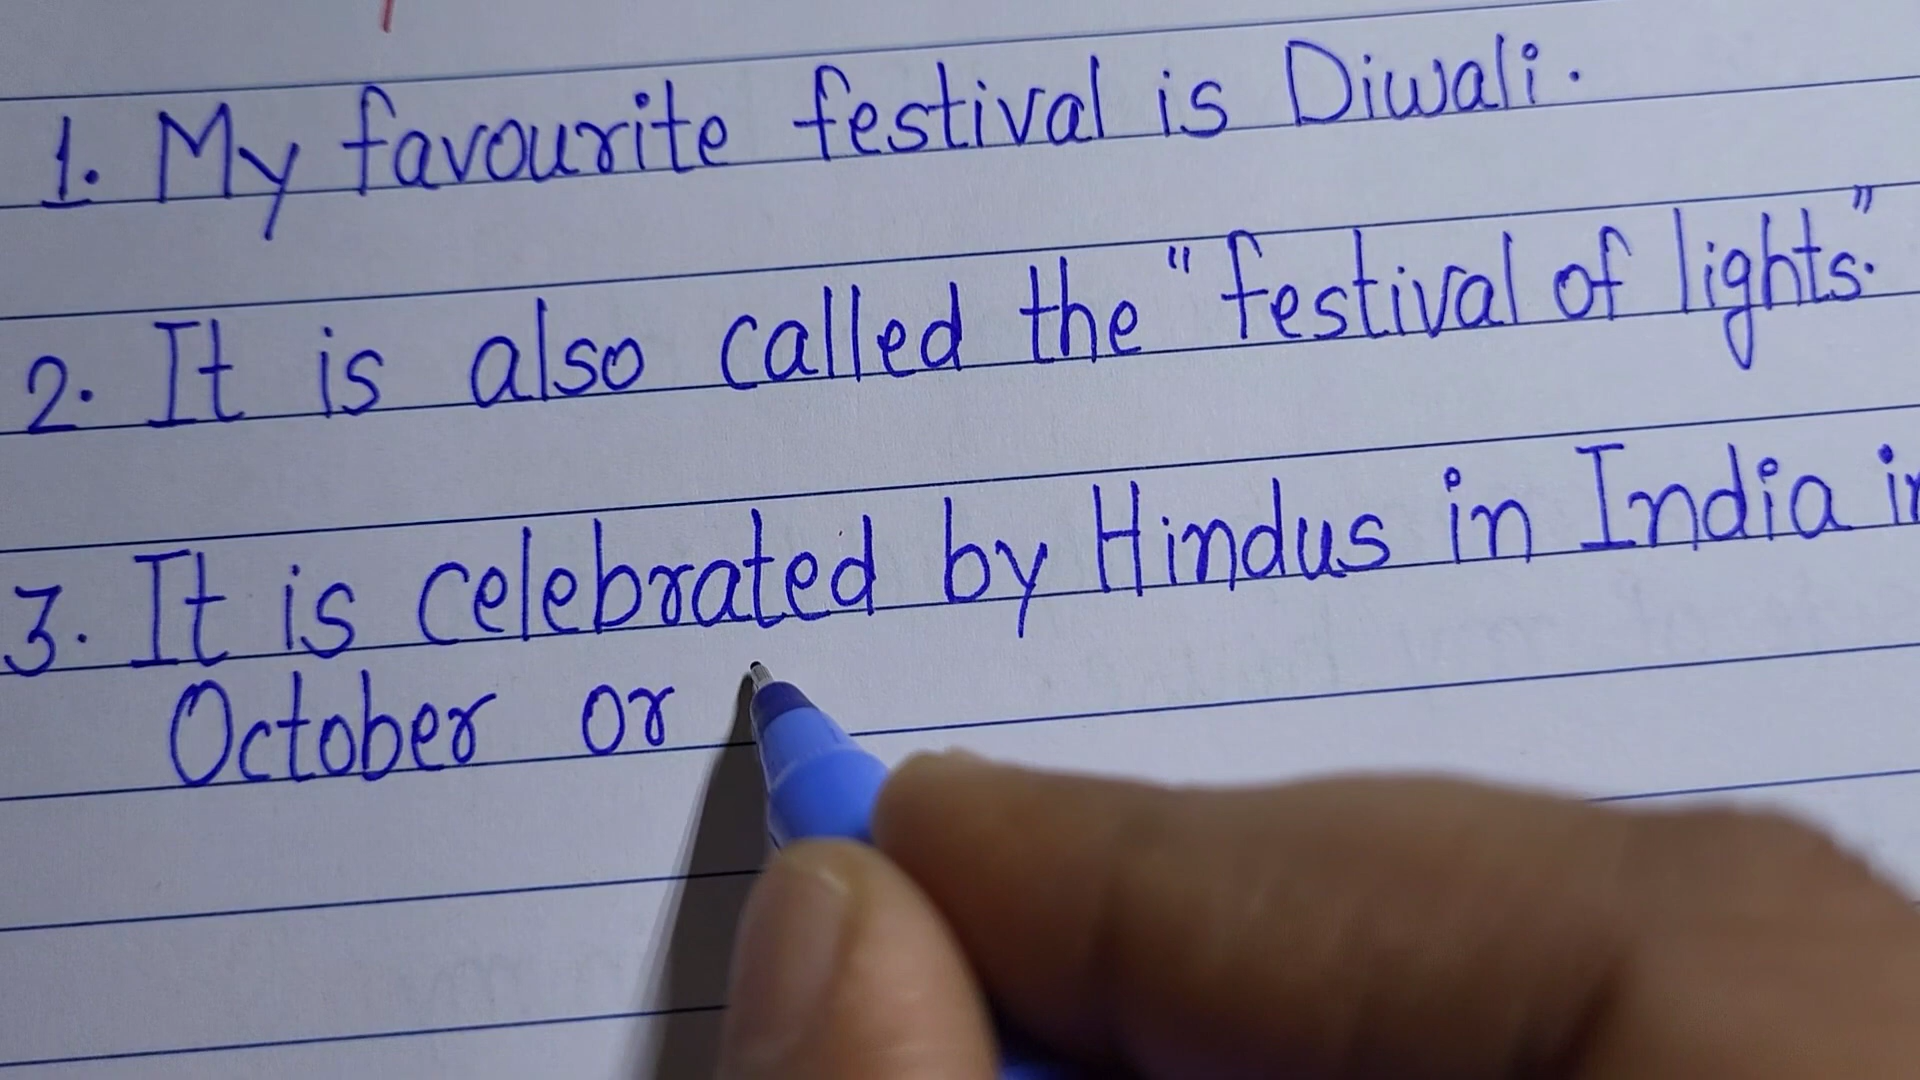 1. My favourite festival is Diwali.
2. It is also called the "festival of lights."
3. It is celebrated by Hindus in India in
October or